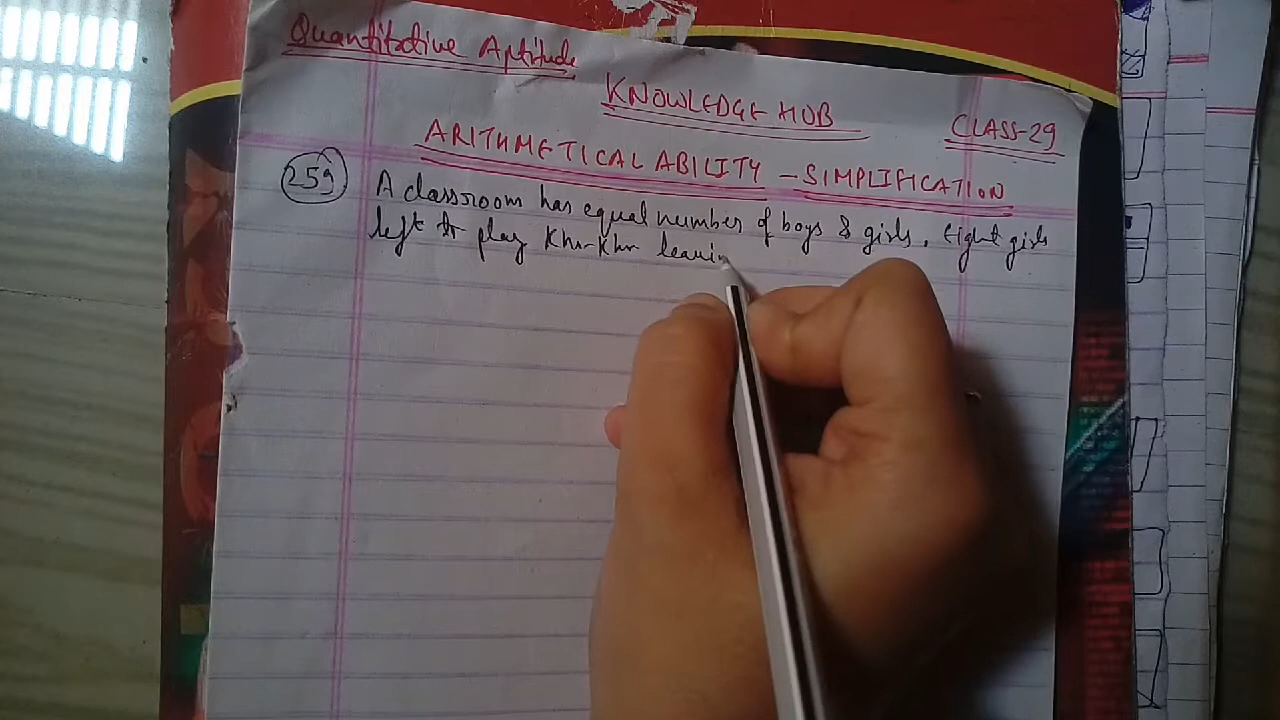 Quantitative Aptitude
KNOWLEDGE HUB
CLASS-29
ARITHMETICAL ABILITY - SIMPLIFICATION
259 A classroom has equal number of boys & girls. Eight girls
left to play Kho-Kho leavin